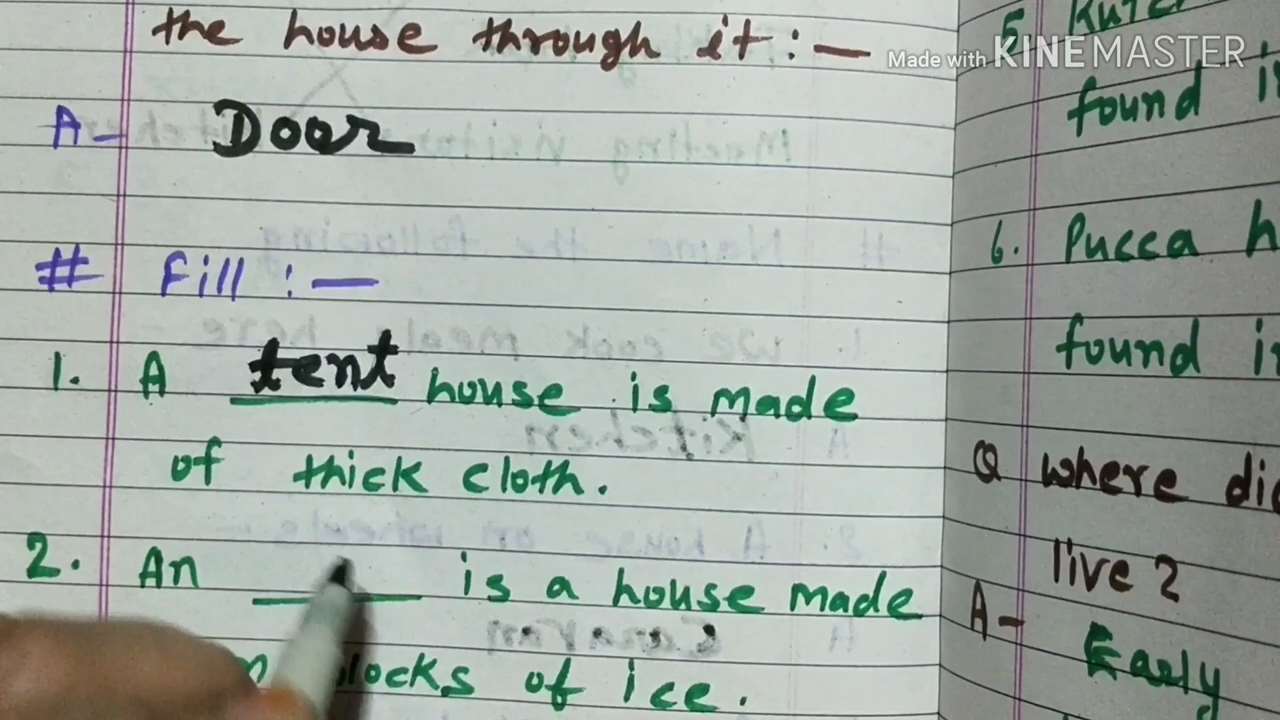 the house through it : —
Made with KINEMASTER
A- Door
# Fill : —
1. A tent house is made
of thick cloth.
2. An ______ is a house made
blocks of ice.
5.
found
6. Pucca h
found
Q where
live ?
A- Early